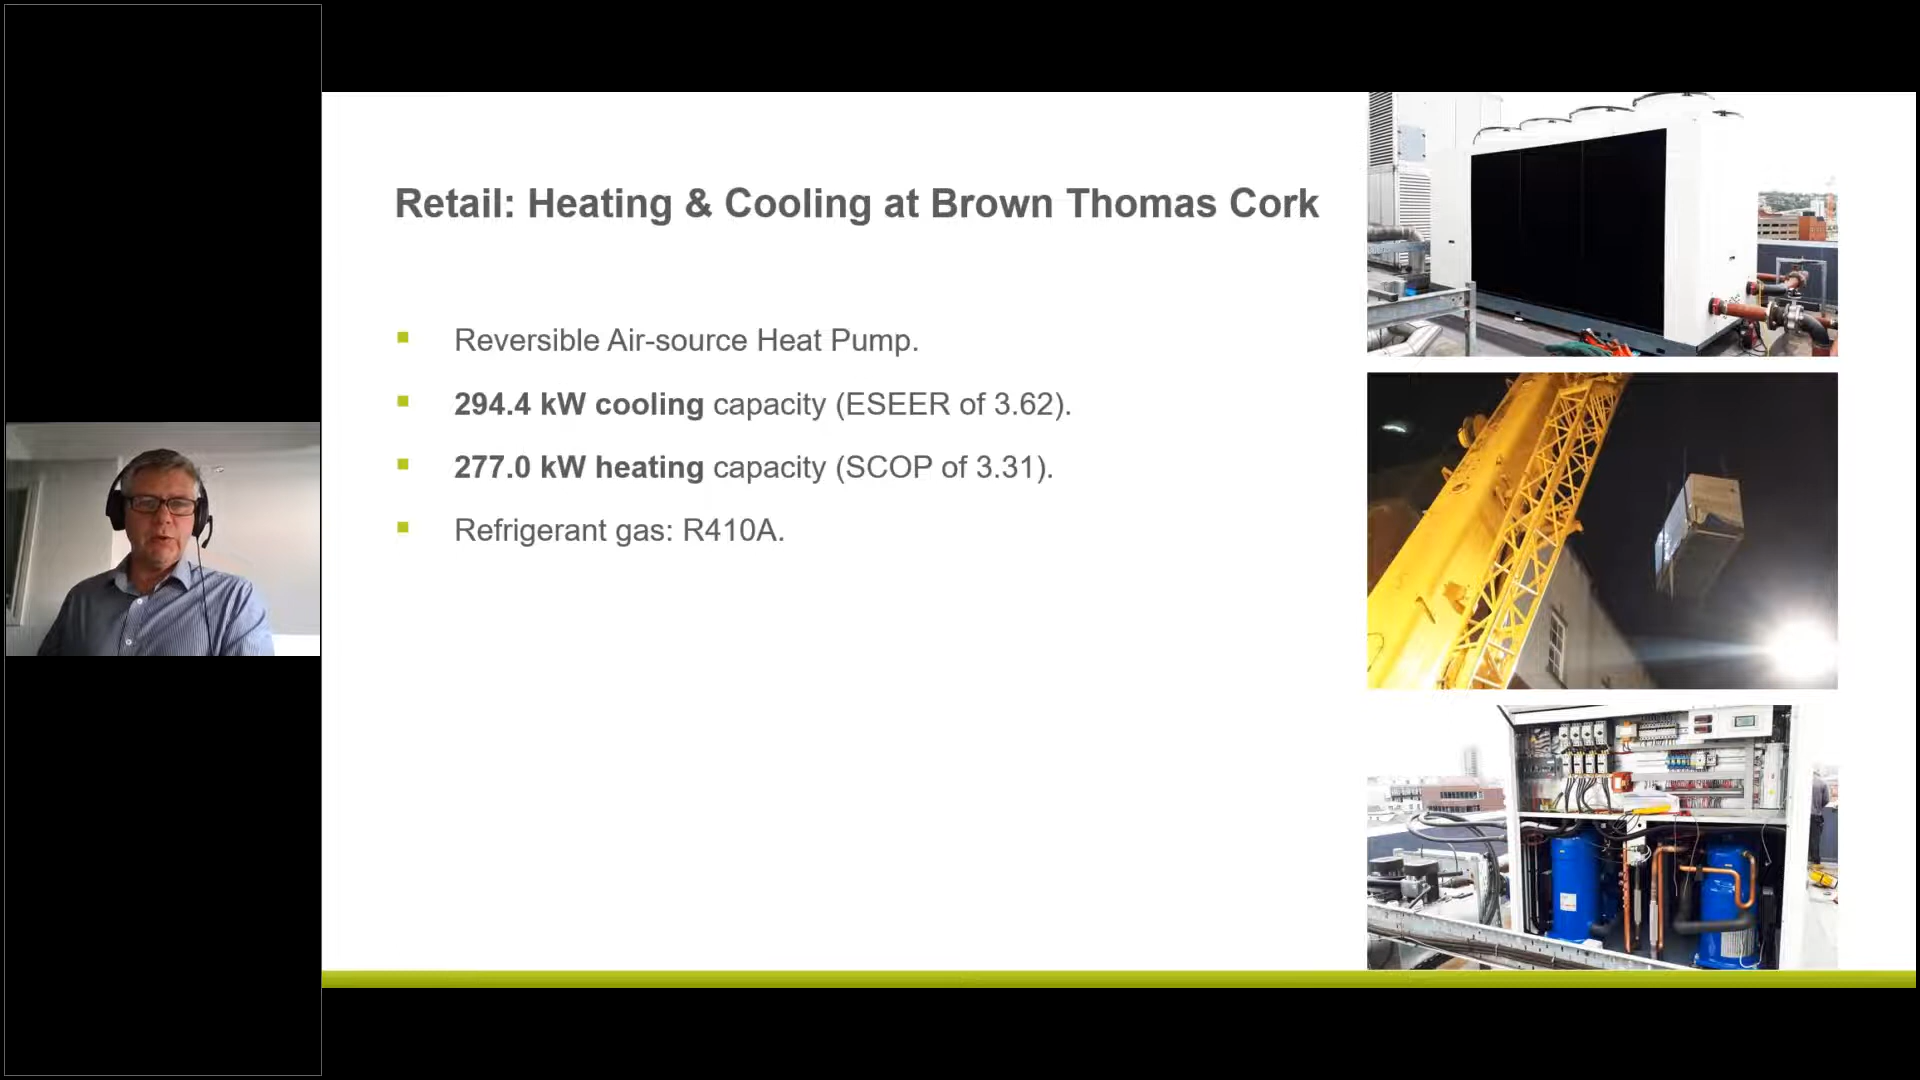 Retail: Heating & Cooling at Brown Thomas Cork
Reversible Air-source Heat Pump.
294.4 kW cooling capacity (ESEER of 3.62).
277.0 kW heating capacity (SCOP of 3.31).
Refrigerant gas: R410A.